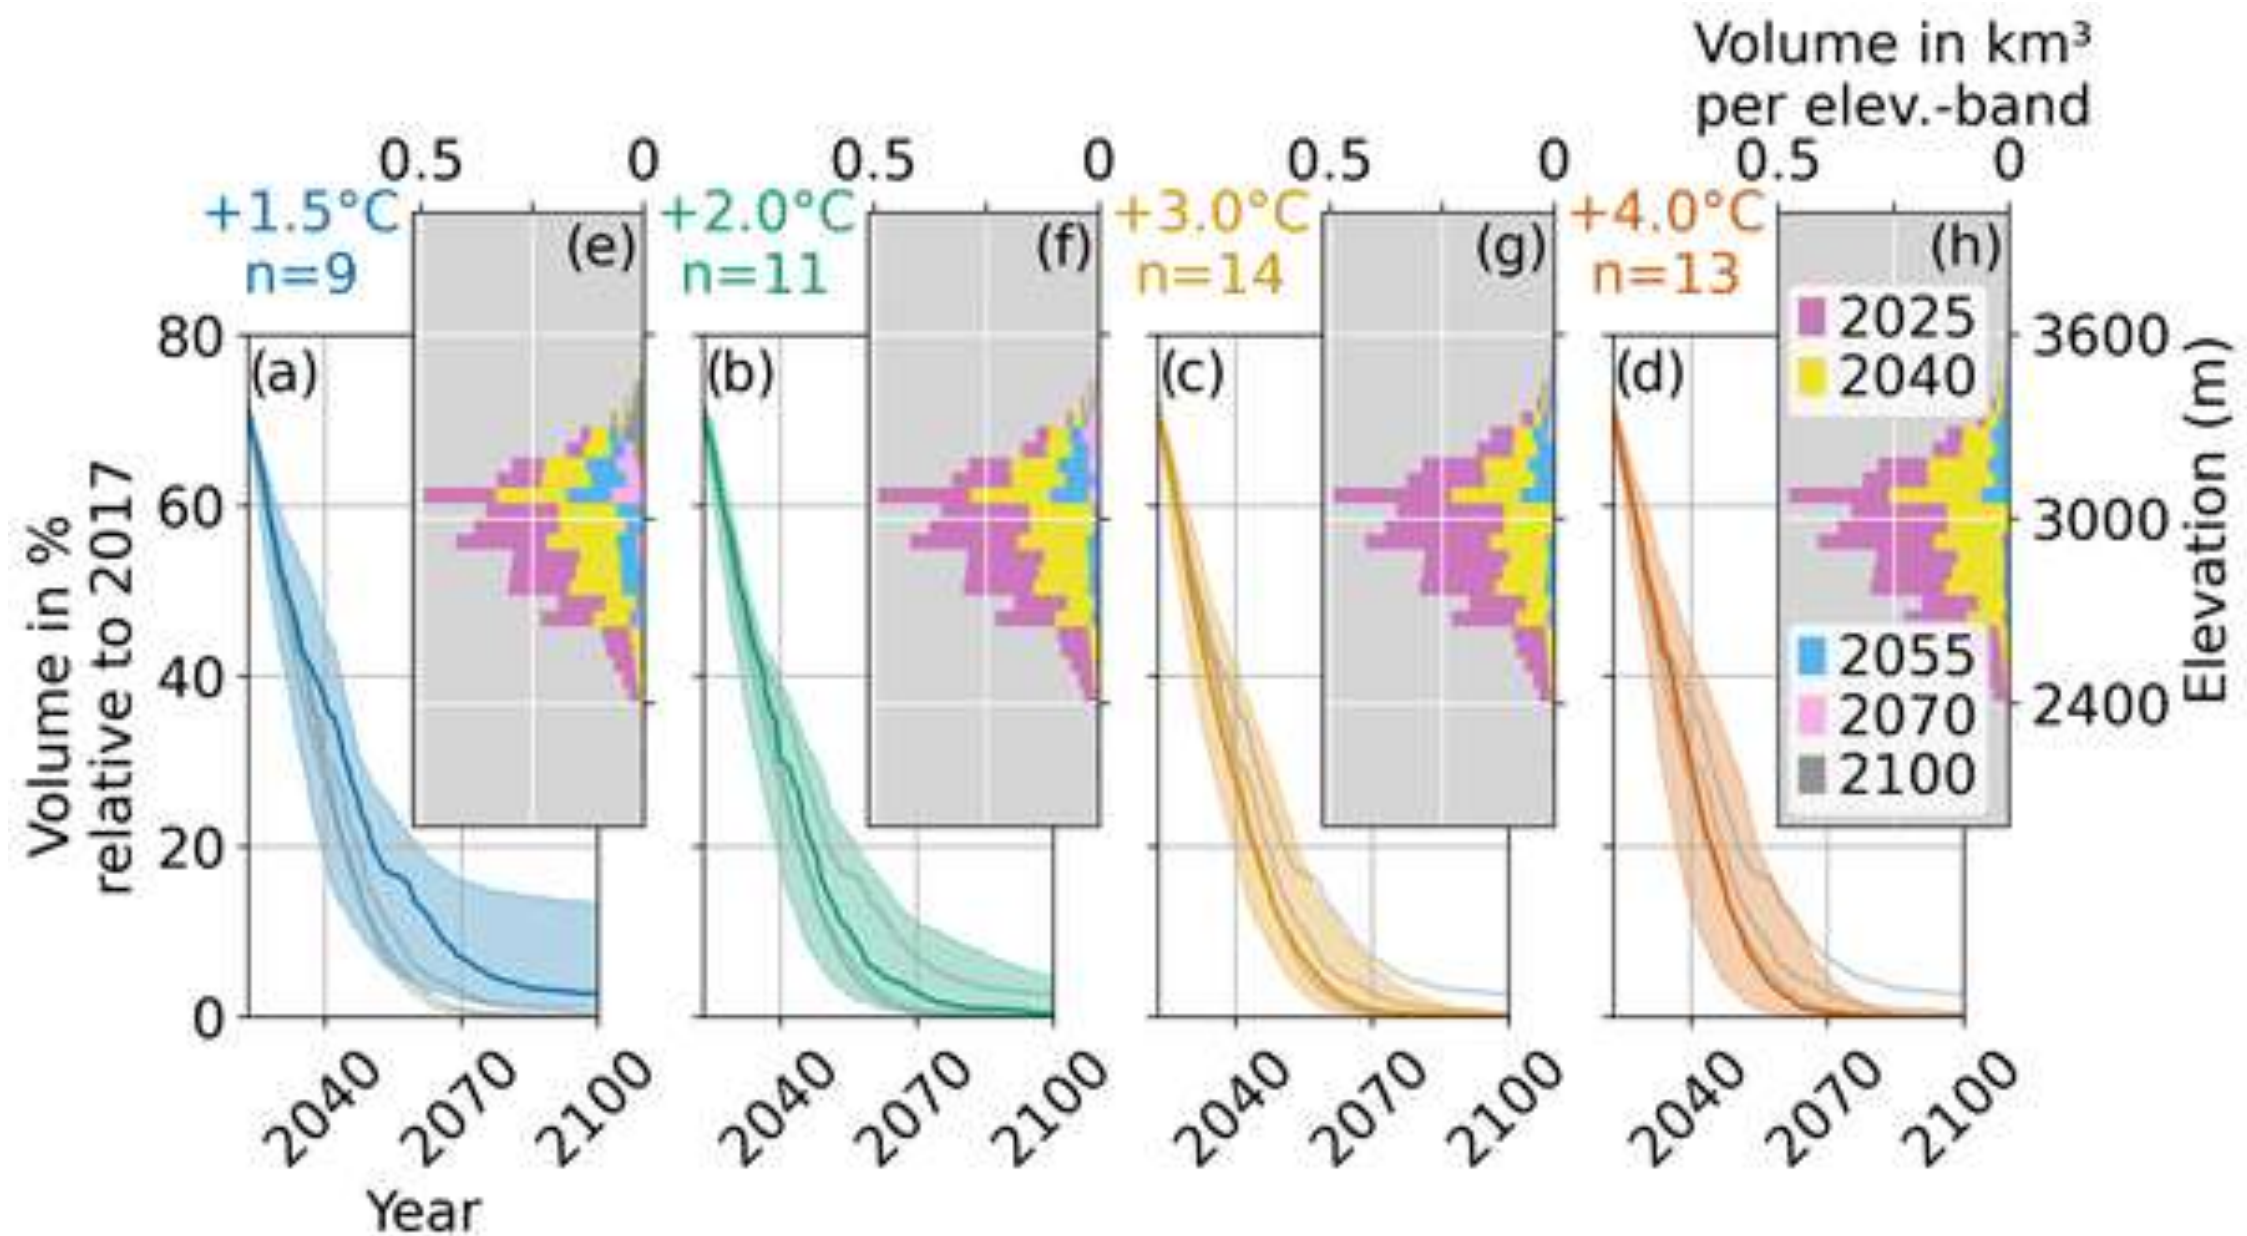 Volume in km³
per elev.-band
0.5 0 0.5 0 0.5 0 0.5 0
+1.5°C +2.0°C +3.0°C +4.0°C
n=9 n=11 n=14 n=13
(e) (f) (g) (h)
(a) (b) (c) (d)
80
60
40
20
0
Volume in %
relative to 2017
2025
2040
2055
2070
2100
3600
3000
2400
Elevation (m)
2040 2070 2100 2040 2070 2100 2040 2070 2100 2040 2070 2100
Year